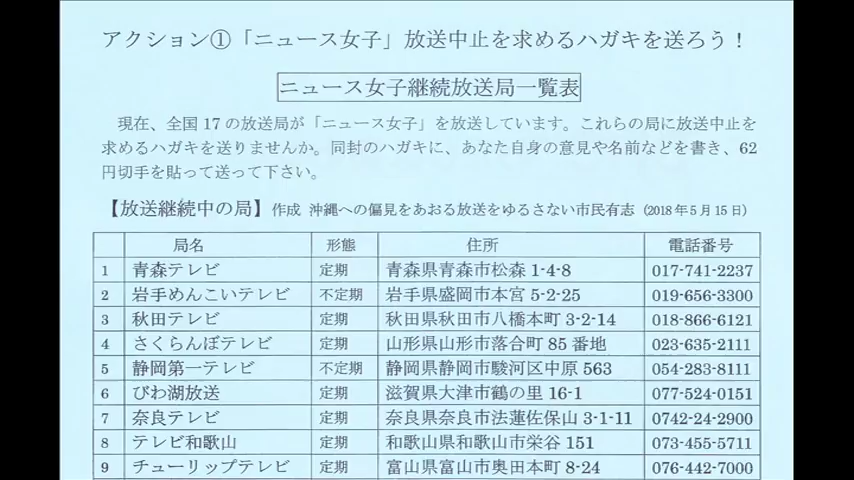 アクション①「ニュース女子」放送中止を求めるハガキを送ろう！
ニュース女子継続放送局一覧表
現在、全国 17 の放送局が「ニュース女子」を放送しています。これらの局に放送中止を
求めるハガキを送りませんか。同封のハガキに、あなた自身の意見や名前などを書き、62
円切手を貼って送って下さい。
【放送継続中の局】作成 沖縄への偏見をあおる放送をゆるさない市民有志 (2018 年 5 月 15 日)
局名 形態 住所 電話番号
1 青森テレビ 定期 青森県青森市松森 1-4-8 017-741-2237
2 岩手めんこいテレビ 不定期 岩手県盛岡市本宮 5-2-25 019-656-3300
3 秋田テレビ 定期 秋田県秋田市八橋本町 3-2-14 018-866-6121
4 さくらんぼテレビ 定期 山形県山形市落合町 85 番地 023-635-2111
5 静岡第一テレビ 不定期 静岡県静岡市駿河区中原 563 054-283-8111
6 びわ湖放送 定期 滋賀県大津市鶴の里 16-1 077-524-0151
7 奈良テレビ 定期 奈良県奈良市法蓮佐保山 3-1-11 0742-24-2900
8 テレビ和歌山 定期 和歌山県和歌山市栄谷 151 073-455-5711
9 チューリップテレビ 定期 富山県富山市奥田本町 8-24 076-442-7000